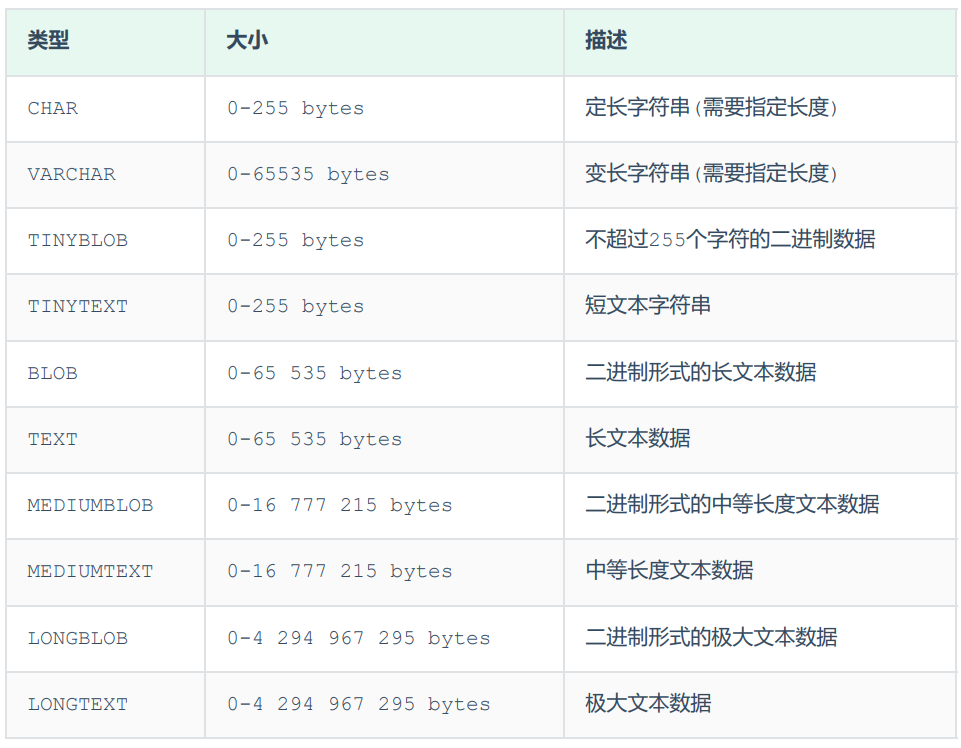 类型 大小 描述
CHAR 0-255 bytes 定长字符串(需要指定长度)
VARCHAR 0-65535 bytes 变长字符串(需要指定长度)
TINYBLOB 0-255 bytes 不超过255个字符的二进制数据
TINYTEXT 0-255 bytes 短文本字符串
BLOB 0-65 535 bytes 二进制形式的长文本数据
TEXT 0-65 535 bytes 长文本数据
MEDIUMBLOB 0-16 777 215 bytes 二进制形式的中等长度文本数据
MEDIUMTEXT 0-16 777 215 bytes 中等长度文本数据
LONGBLOB 0-4 294 967 295 bytes 二进制形式的极大文本数据
LONGTEXT 0-4 294 967 295 bytes 极大文本数据